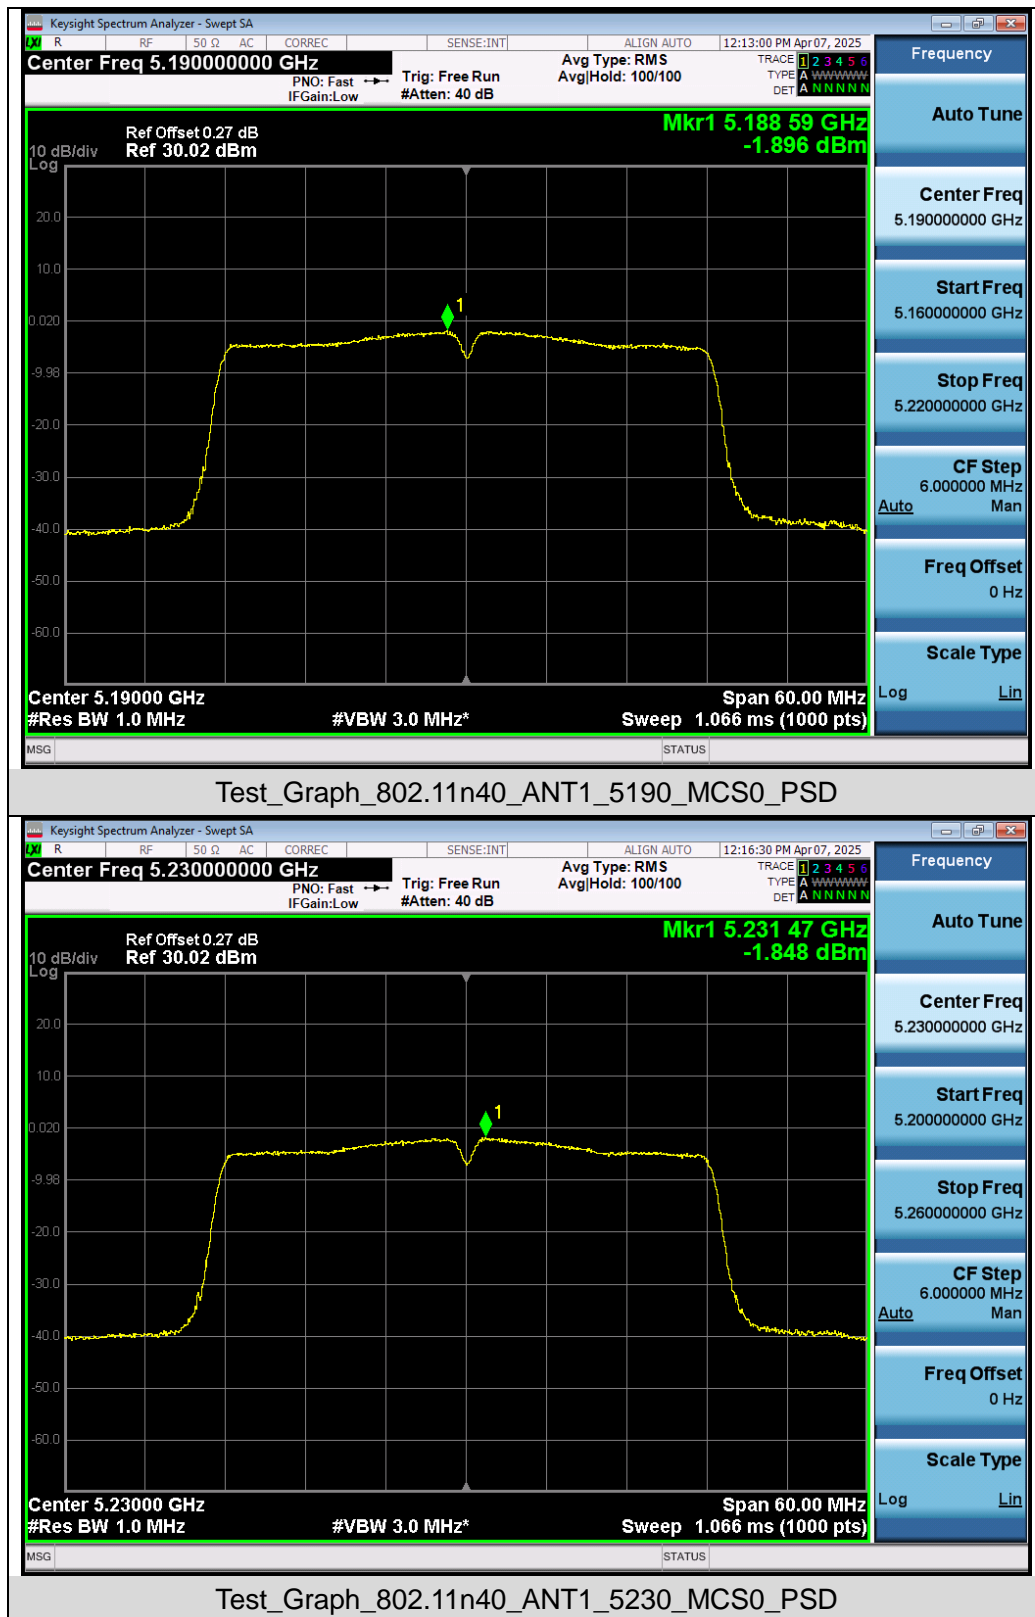 Keysight Spectrum Analyzer - Swept SA
LXI R RF 50 Ω AC CORREC SENSE:INT ALIGN AUTO 12:13:00 PM Apr 07, 2025
Center Freq 5.190000000 GHz
PNO: Fast
IFGain:Low
Trig: Free Run
#Atten: 40 dB
Avg Type: RMS
Avg|Hold: 100/100
TRACE 1 2 3 4 5 6
TYPE A WWWWW
DET A N N N N N
Ref Offset 0.27 dB
10 dB/div Ref 30.02 dBm
Log
Mkr1 5.188 59 GHz
-1.896 dBm
20.0
10.0
0.020
-9.98
-20.0
-30.0
-40.0
-50.0
-60.0
1
Center 5.19000 GHz Span 60.00 MHz
#Res BW 1.0 MHz #VBW 3.0 MHz* Sweep 1.066 ms (1000 pts)
MSG STATUS
Frequency
Auto Tune
Center Freq
5.190000000 GHz
Start Freq
5.160000000 GHz
Stop Freq
5.220000000 GHz
CF Step
6.000000 MHz
Auto Man
Freq Offset
0 Hz
Scale Type
Log Lin
Test_Graph_802.11n40_ANT1_5190_MCS0_PSD
Keysight Spectrum Analyzer - Swept SA
LXI R RF 50 Ω AC CORREC SENSE:INT ALIGN AUTO 12:16:30 PM Apr 07, 2025
Center Freq 5.230000000 GHz
PNO: Fast
IFGain:Low
Trig: Free Run
#Atten: 40 dB
Avg Type: RMS
Avg|Hold: 100/100
TRACE 1 2 3 4 5 6
TYPE A WWWWW
DET A N N N N N
Ref Offset 0.27 dB
10 dB/div Ref 30.02 dBm
Log
Mkr1 5.231 47 GHz
-1.848 dBm
20.0
10.0
0.020
-9.98
-20.0
-30.0
-40.0
-50.0
-60.0
1
Center 5.23000 GHz Span 60.00 MHz
#Res BW 1.0 MHz #VBW 3.0 MHz* Sweep 1.066 ms (1000 pts)
MSG STATUS
Frequency
Auto Tune
Center Freq
5.230000000 GHz
Start Freq
5.200000000 GHz
Stop Freq
5.260000000 GHz
CF Step
6.000000 MHz
Auto Man
Freq Offset
0 Hz
Scale Type
Log Lin
Test_Graph_802.11n40_ANT1_5230_MCS0_PSD